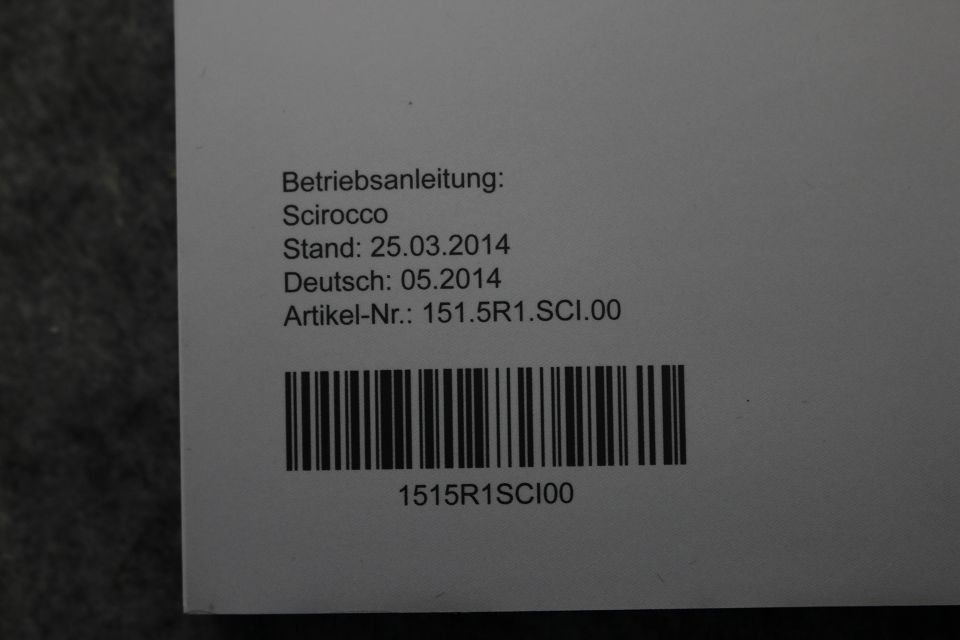 Betriebsanleitung:
Scirocco
Stand: 25.03.2014
Deutsch: 05.2014
Artikel-Nr.: 151.5R1.SCI.00
1515R1SCI00